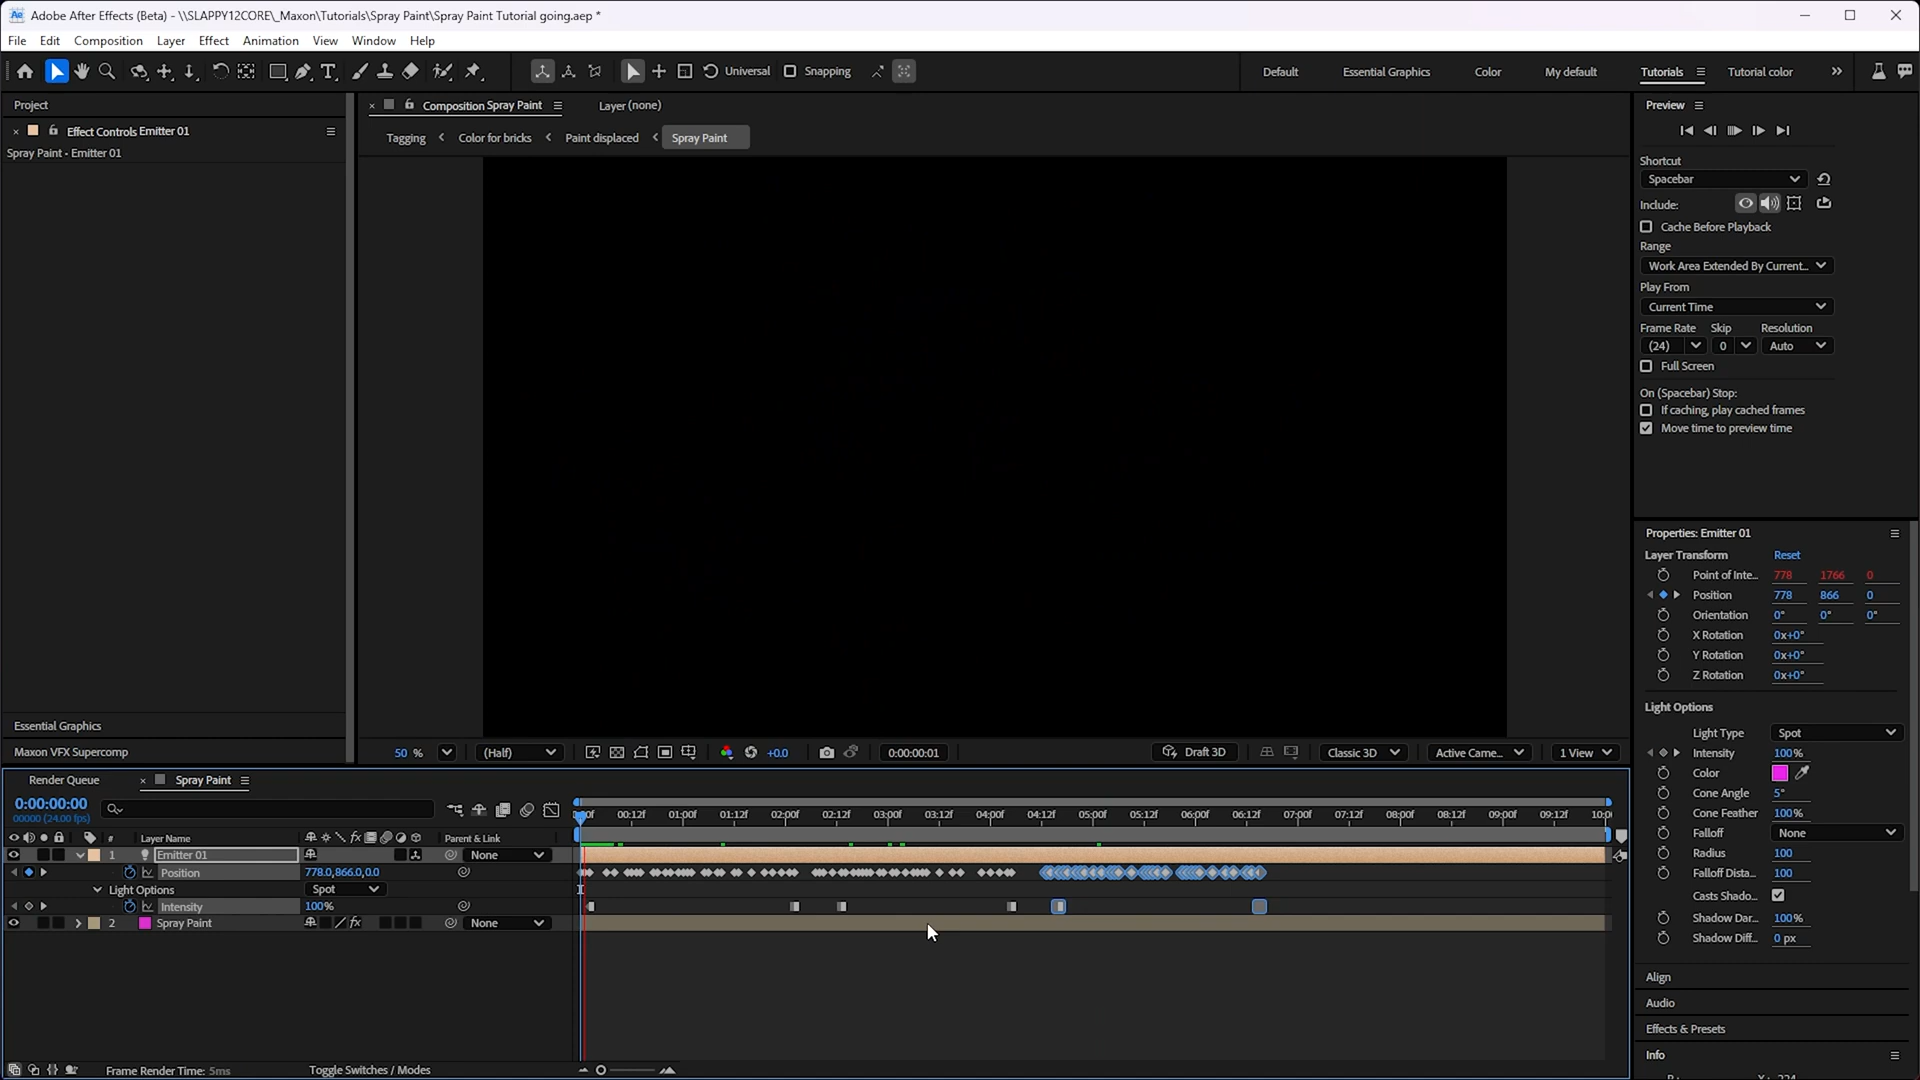 Adobe After Effects (Beta) - \\SLAPPY12CORE\_Maxon\Tutorials\Spray Paint\Spray Paint Tutorial going.aep *
File Edit Composition Layer Effect Animation View Window Help
Universal Snapping Default Essential Graphics Color My default Tutorials Tutorial color
Project
Effect Controls Emitter 01
Spray Paint - Emitter 01
Composition Spray Paint Layer (none)
Tagging Color for bricks Paint displaced Spray Paint
Preview
Shortcut
Spacebar
Include:
Cache Before Playback
Range
Work Area Extended By Current...
Play From
Current Time
Frame Rate Skip Resolution
(24) 0 Auto
Full Screen
On (Spacebar) Stop:
If caching, play cached frames
Move time to preview time
Properties: Emitter 01
Layer Transform Reset
Point of Inte... 778 1766 0
Position 778 866 0
Orientation 0° 0° 0°
X Rotation 0x+0°
Y Rotation 0x+0°
Z Rotation 0x+0°
Light Options
Light Type Spot
Intensity 100%
Color
Cone Angle 5°
Cone Feather 100%
Falloff None
Radius 100
Falloff Dista... 100
Casts Shado...
Shadow Dar... 100%
Shadow Diff... 0 px
Align
Audio
Effects & Presets
Info
Essential Graphics
Maxon VFX Supercomp
50 % (Half) +0.0 0:00:00:01 Draft 3D Classic 3D Active Came... 1 View
Render Queue Spray Paint
0:00:00:00
00000 (24.00 fps)
00:12f 01:00f 01:12f 02:00f 02:12f 03:00f 03:12f 04:00f 04:12f 05:00f 05:12f 06:00f 06:12f 07:00f 07:12f 08:00f 08:12f 09:00f 09:12f
# Layer Name Parent & Link
1 Emitter 01 None
Position 778.0,866.0,0.0
Light Options Spot
Intensity 100%
2 Spray Paint None
Frame Render Time: 5ms Toggle Switches / Modes